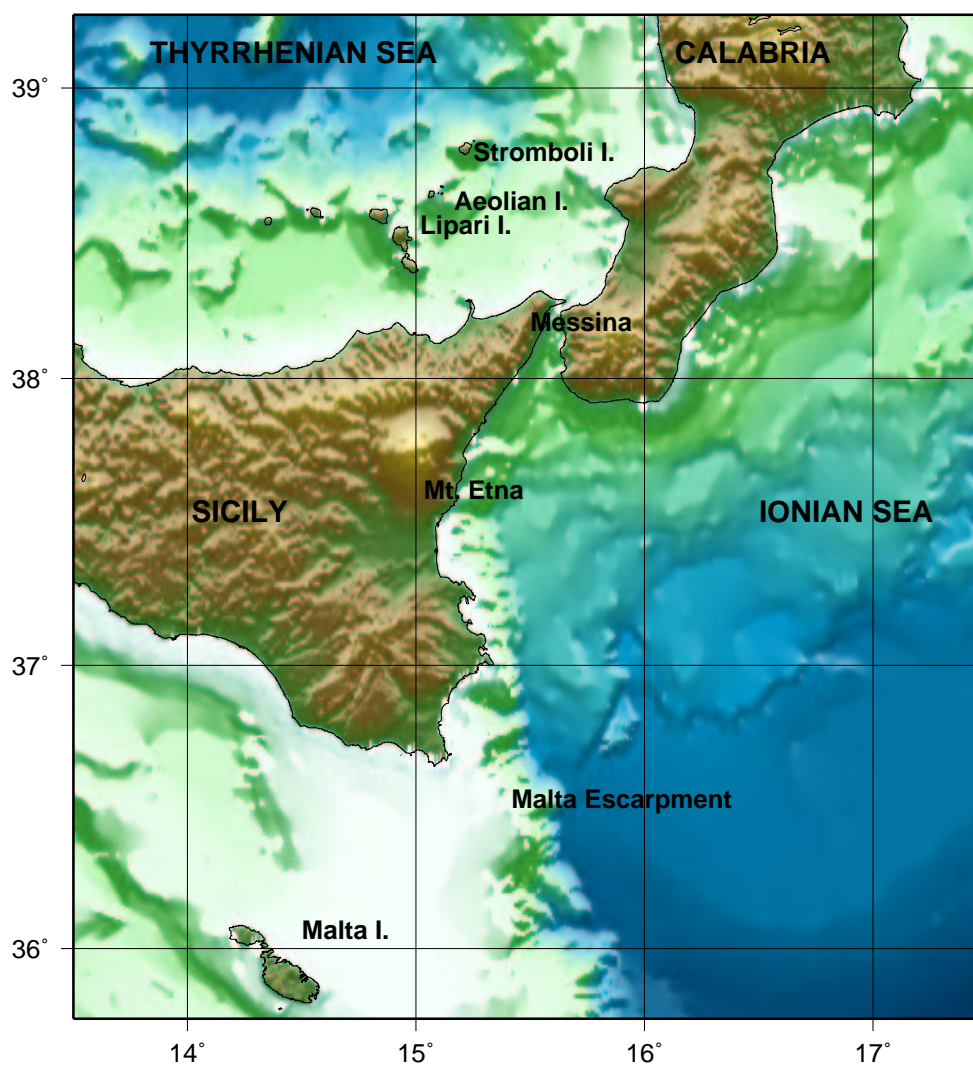 THYRRHENIAN SEA
CALABRIA
39°
Stromboli I.
Aeolian I.
Lipari I.
Messina
38°
Mt. Etna
SICILY
IONIAN SEA
37°
Malta Escarpment
Malta I.
36°
14°
15°
16°
17°